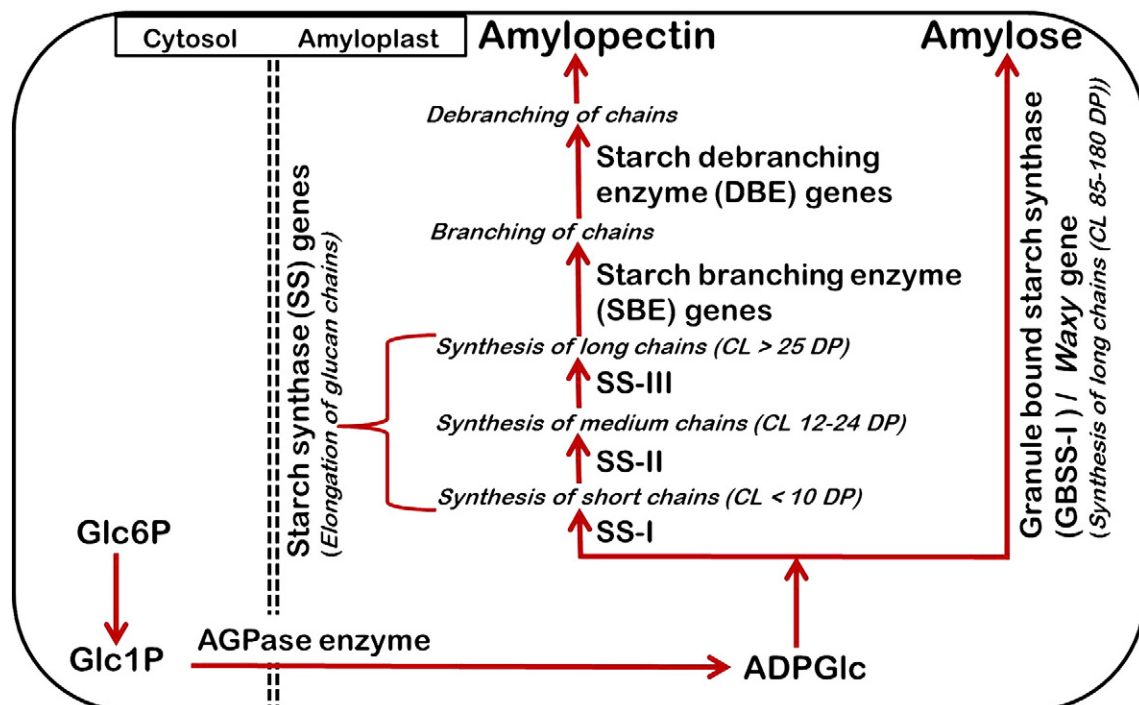 Cytosol
Amyloplast
Amylopectin
Amylose
Debranching of chains
Starch debranching
enzyme (DBE) genes
Branching of chains
Starch branching enzyme
(SBE) genes
Synthesis of long chains (CL > 25 DP)
SS-III
Synthesis of medium chains (CL 12-24 DP)
SS-II
Synthesis of short chains (CL < 10 DP)
SS-I
Starch synthase (SS) genes
(Elongation of glucan chains)
Granule bound starch synthase
(GBSS-I ) / Waxy gene
(Synthesis of long chains (CL 85-180 DP))
Glc6P
Glc1P
AGPase enzyme
ADPGlc